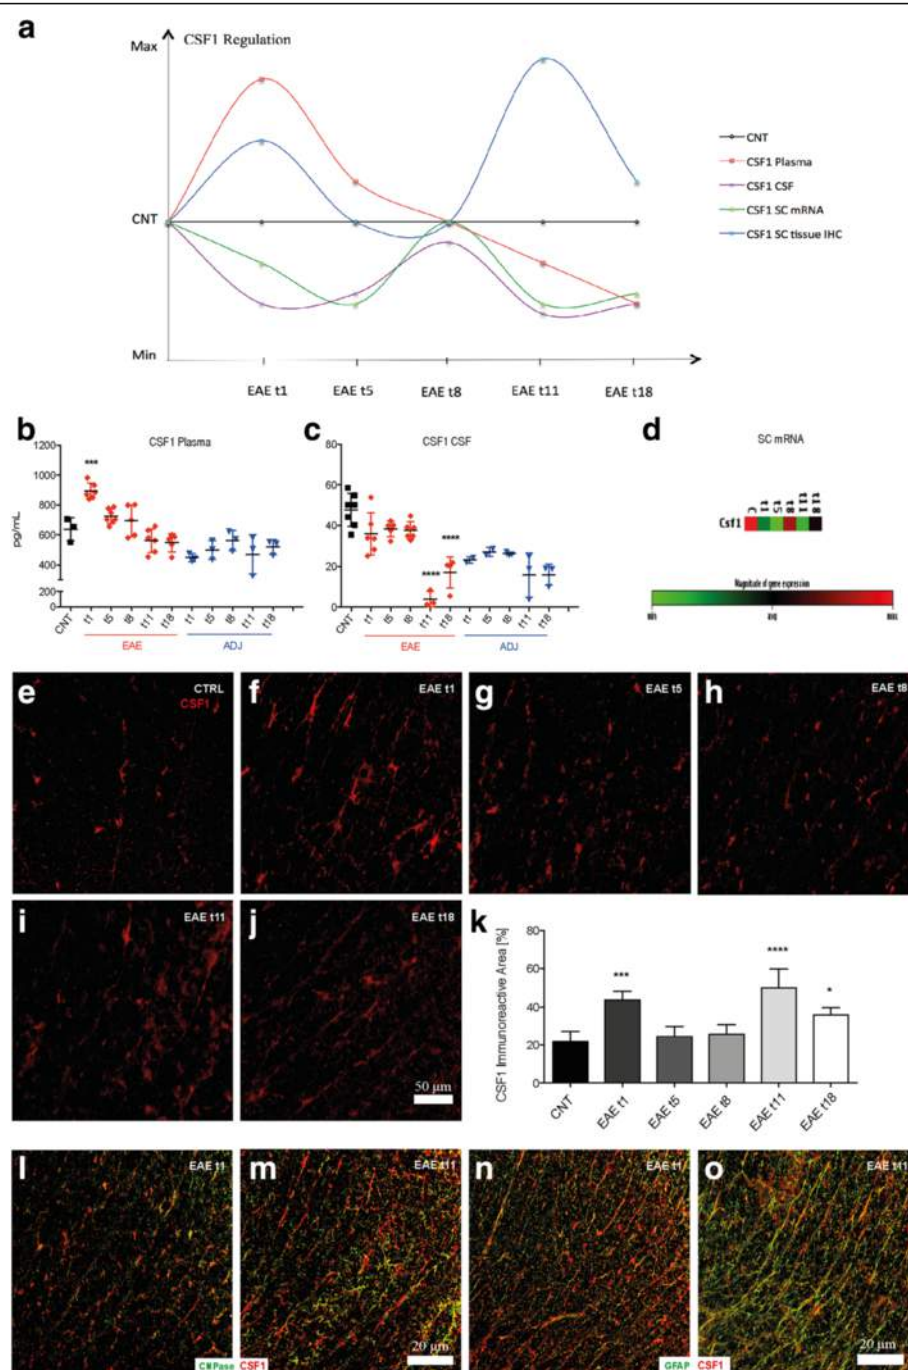 a
CSF1 Regulation
Max
CNT
Min
EAE t1
EAE t5
EAE t8
EAE t11
EAE t18
CNT
CSF1 Plasma
CSF1 CSF
CSF1 SC mRNA
CSF1 SC tissue IHC
b
CSF1 Plasma
pg/mL
1200
1000
800
600
400
200
0
***
CNT
t1
t5
t8
t11
t18
t1
t5
t8
t11
t18
EAE
ADJ
c
CSF1 CSF
80
60
40
20
0
****
****
CNT
t1
t5
t8
t11
t18
t1
t5
t8
t11
t18
EAE
ADJ
d
SC mRNA
C
t1
t5
t8
t11
t18
Csf1
Magnitude of gene expression
e
CTRL
CSF1
f
EAE t1
g
EAE t5
h
EAE t8
i
EAE t11
j
EAE t18
50 μm
k
CSF1 Immunoreactive Area [%]
80
60
40
20
0
***
****
*
CNT
EAE t1
EAE t5
EAE t8
EAE t11
EAE t18
l
EAE t1
m
EAE t11
n
EAE t1
o
EAE t11
CNPase
CSF1
20 μm
GFAP
CSF1
20 μm